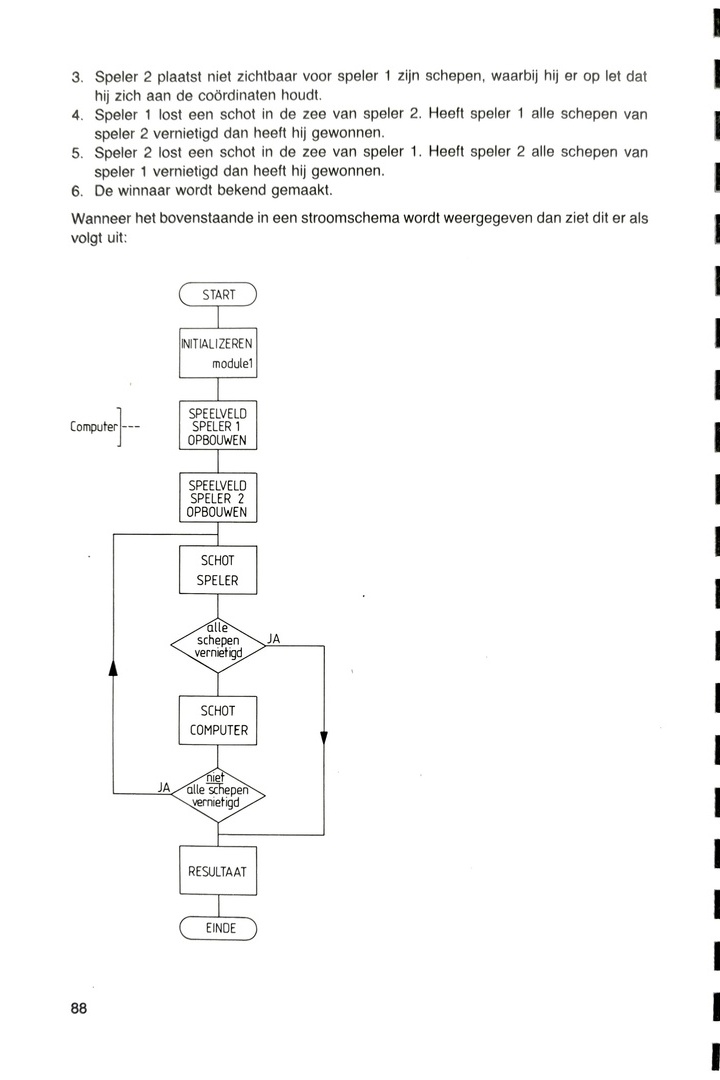 3. Speler 2 plaatst niet zichtbaar voor speler 1 zijn schepen, waarbij hij er op let dat
hij zich aan de coördinaten houdt.
4. Speler 1 lost een schot in de zee van speler 2. Heeft speler 1 alle schepen van
speler 2 vernietigd dan heeft hij gewonnen.
5. Speler 2 lost een schot in de zee van speler 1. Heeft speler 2 alle schepen van
speler 1 vernietigd dan heeft hij gewonnen.
6. De winnaar wordt bekend gemaakt.
Wanneer het bovenstaande in een stroomschema wordt weergegeven dan ziet dit er als
volgt uit:
START
INITIALIZEREN
module1
Computer
SPEELVELD
SPELER 1
OPBOUWEN
SPEELVELD
SPELER 2
OPBOUWEN
SCHOT
SPELER
alle
schepen
vernietigd
JA
SCHOT
COMPUTER
JA
niet
alle schepen
vernietigd
RESULTAAT
EINDE
88